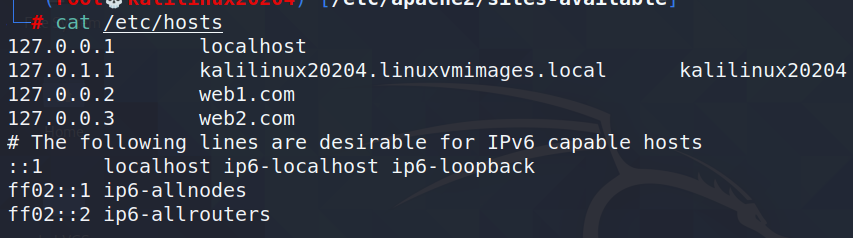 (root💀kalilinux20204) [/etc/apache2/sites-available]
└─# cat /etc/hosts
127.0.0.1       localhost
127.0.1.1       kalilinux20204.linuxvmimages.local      kalilinux20204
127.0.0.2       web1.com
127.0.0.3       web2.com
# The following lines are desirable for IPv6 capable hosts
::1     localhost ip6-localhost ip6-loopback
ff02::1 ip6-allnodes
ff02::2 ip6-allrouters